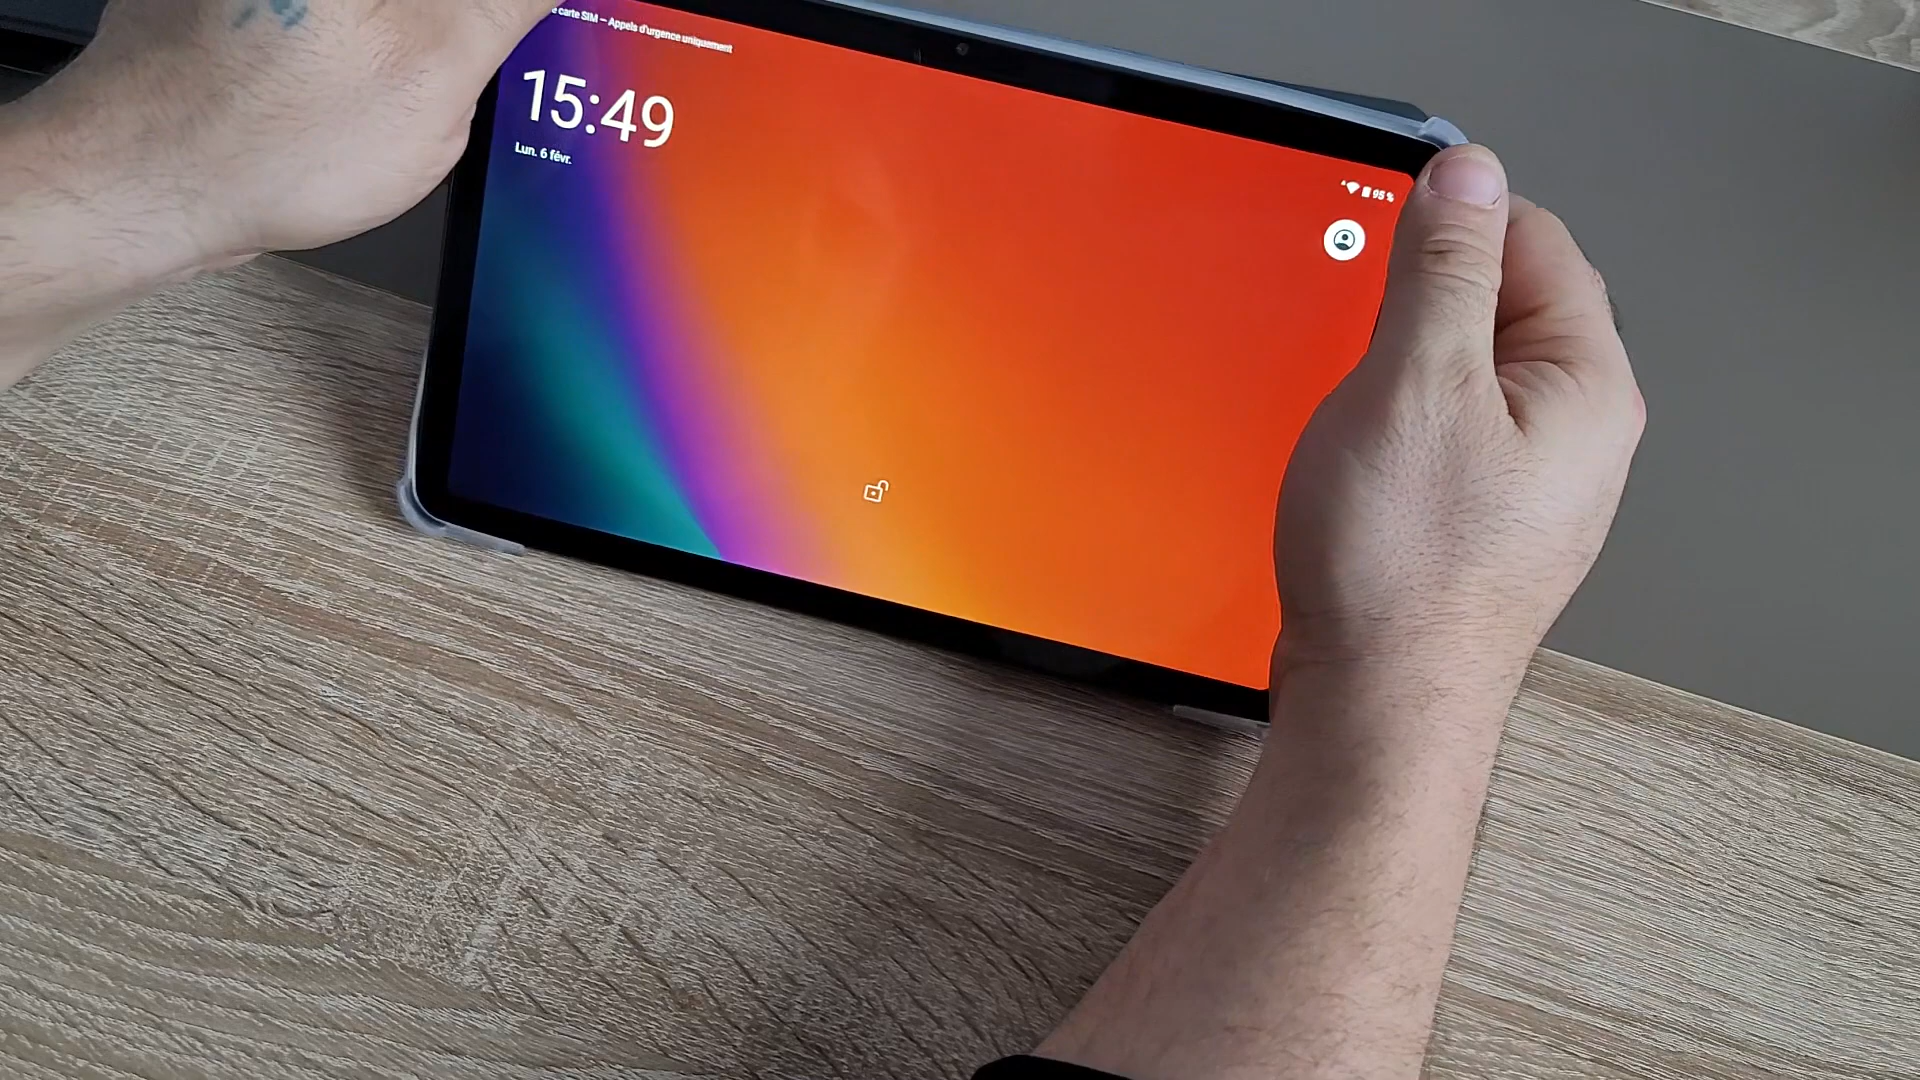 carte SIM – Appels d'urgence uniquement
15:49
Lun. 6 févr.
95 %